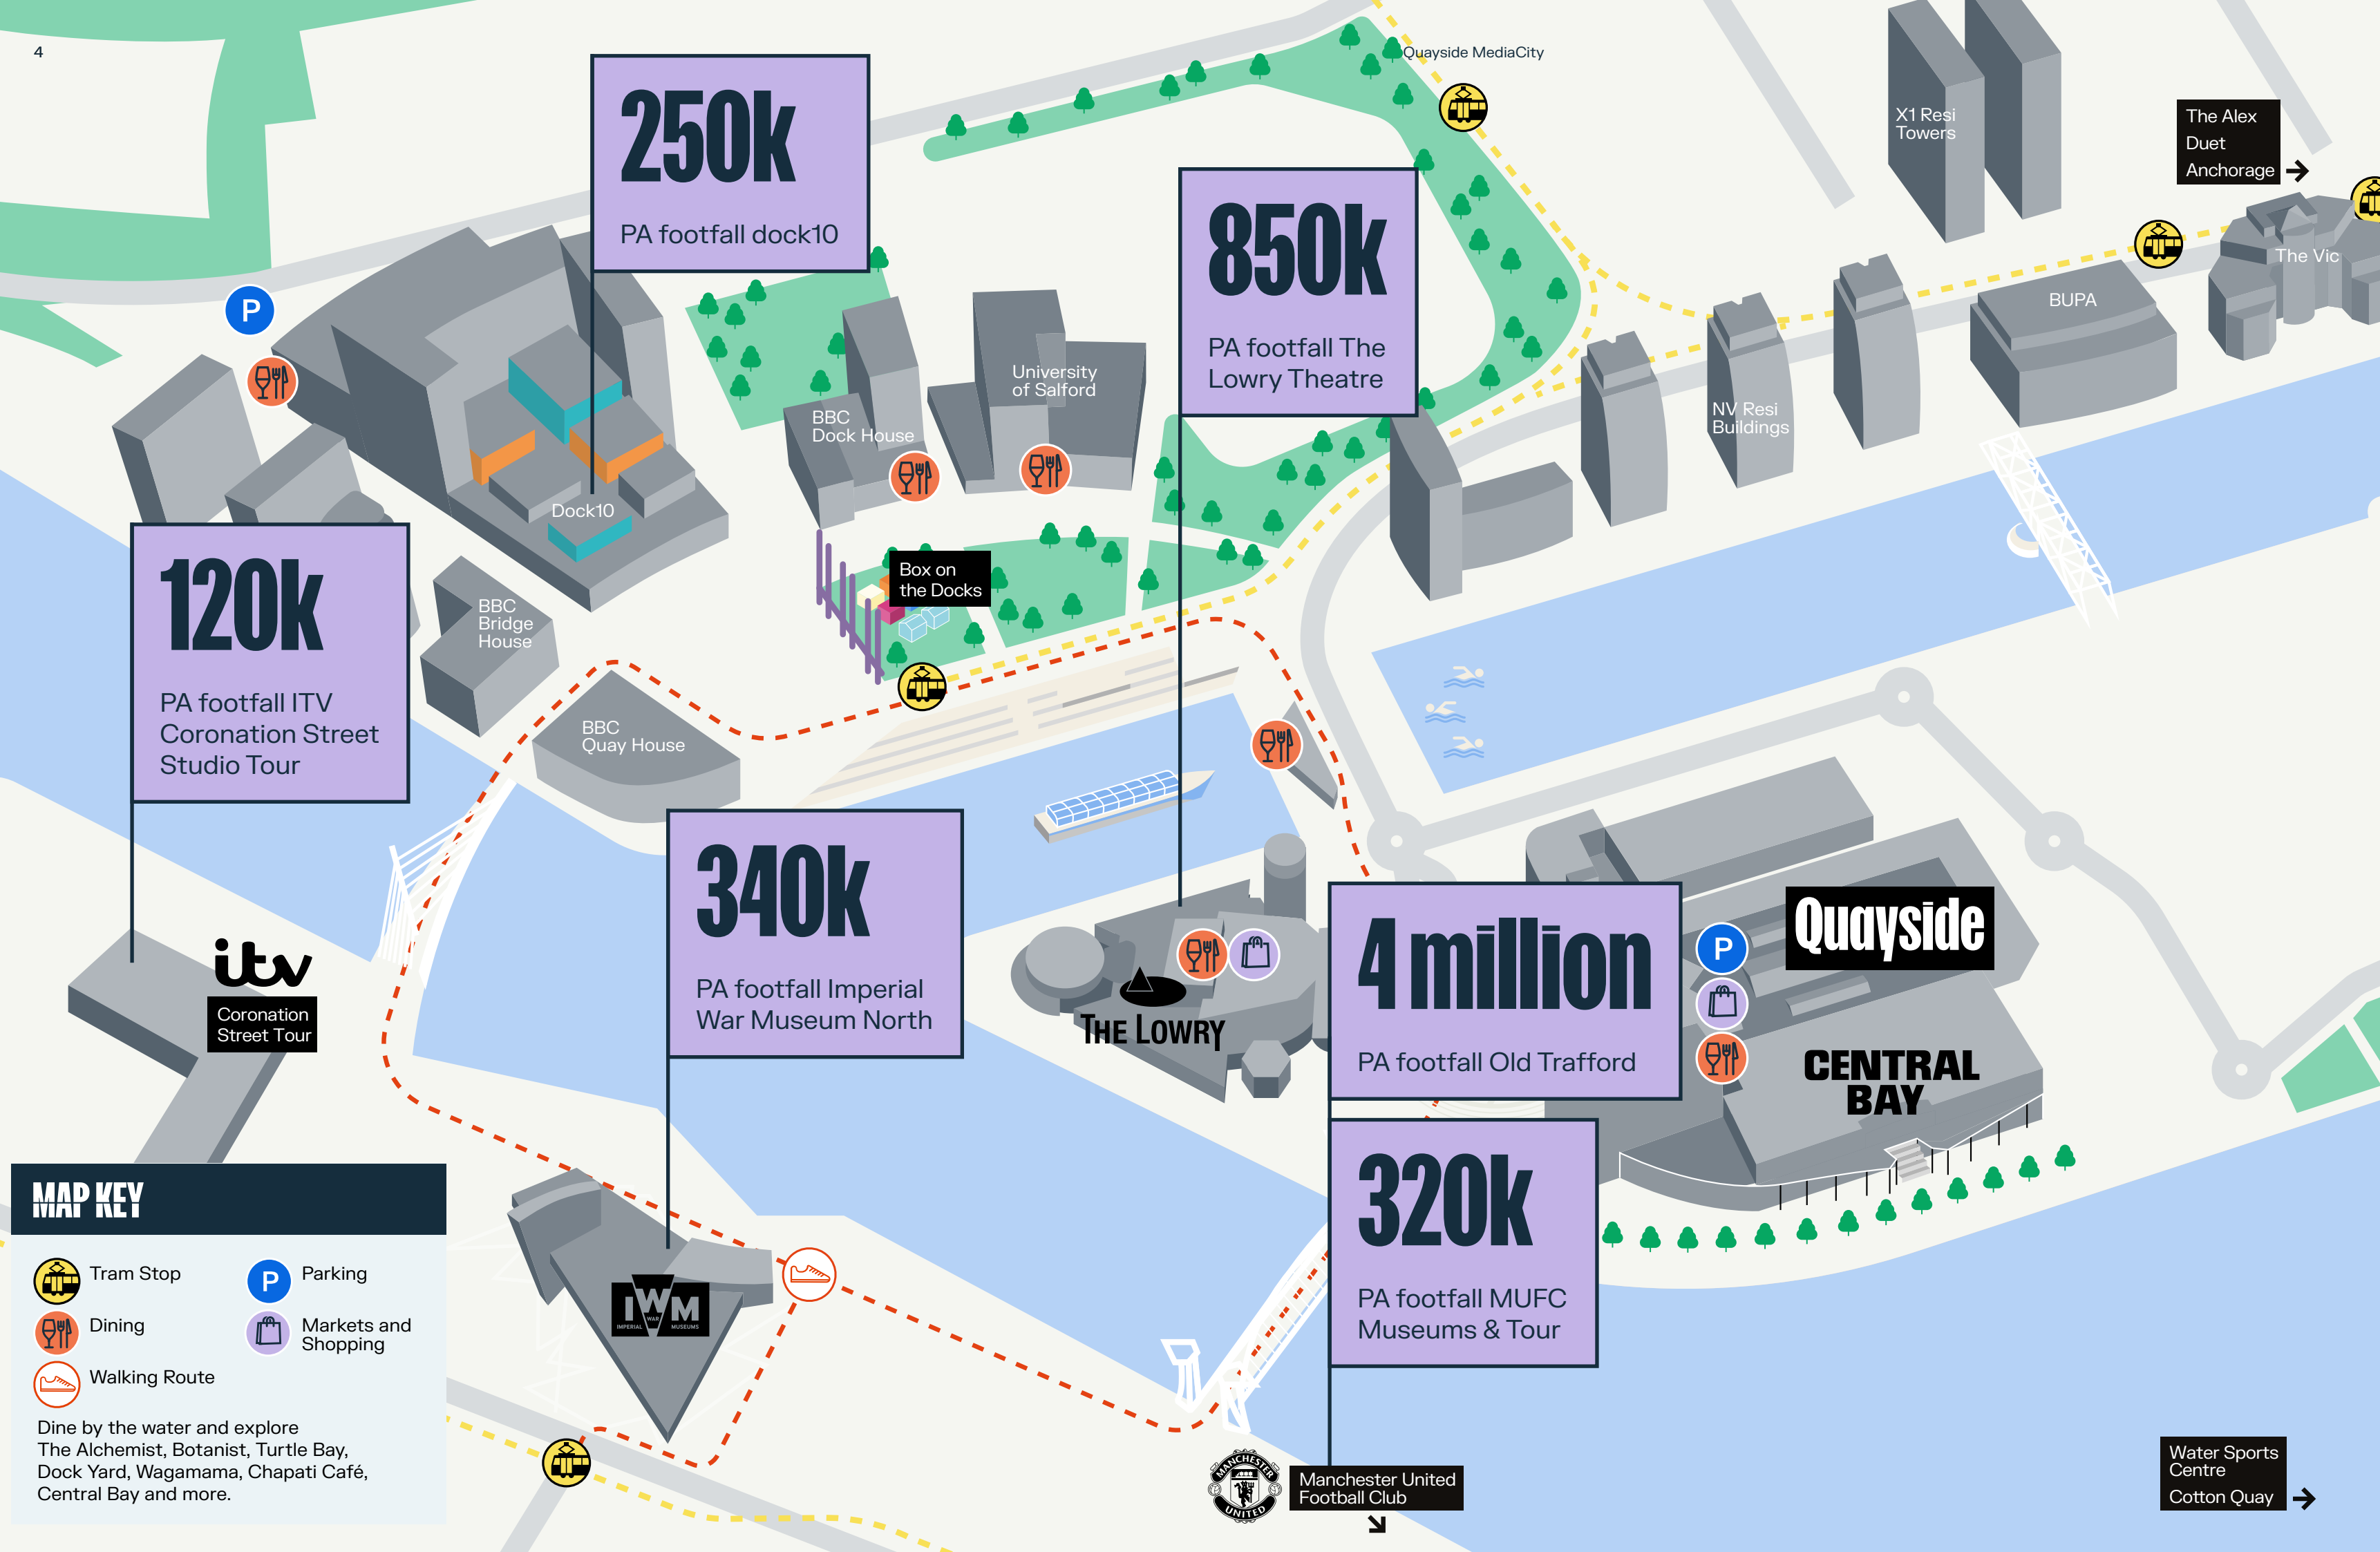 4
Quayside MediaCity
250k
PA footfall dock10
850k
PA footfall The
Lowry Theatre
X1 Resi
Towers
The Alex
Duet
Anchorage
The Vic
BUPA
P
University
of Salford
BBC
Dock House
NV Resi
Buildings
Dock10
120k
PA footfall ITV
Coronation Street
Studio Tour
Box on
the Docks
BBC
Bridge
House
BBC
Quay House
340k
PA footfall Imperial
War Museum North
4 million
PA footfall Old Trafford
P
Quayside
itv
Coronation
Street Tour
THE LOWRY
CENTRAL
BAY
320k
PA footfall MUFC
Museums & Tour
IWM
IMPERIAL WAR MUSEUMS
MAP KEY
Tram Stop
P
Parking
Dining
Markets and
Shopping
Walking Route
Dine by the water and explore
The Alchemist, Botanist, Turtle Bay,
Dock Yard, Wagamama, Chapati Café,
Central Bay and more.
MANCHESTER
UNITED
Manchester United
Football Club
Water Sports
Centre
Cotton Quay